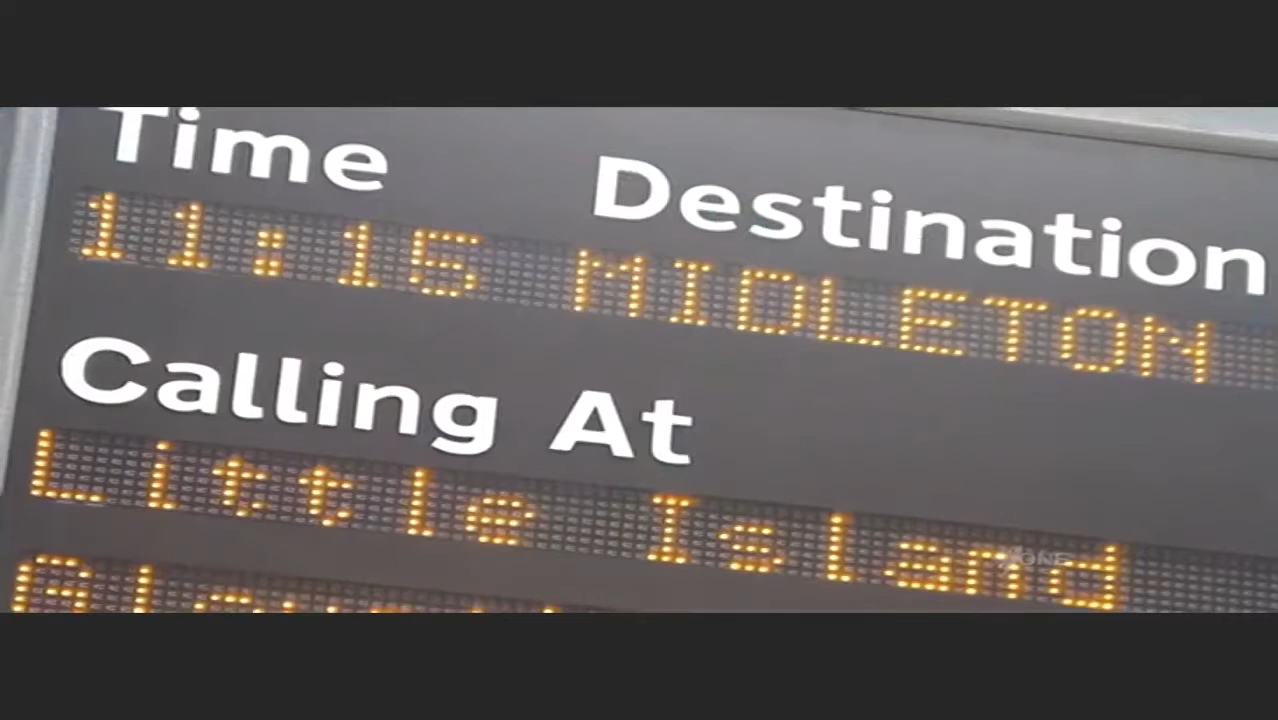 Time Destination
11:15 MIDLETON
Calling At
Little Island